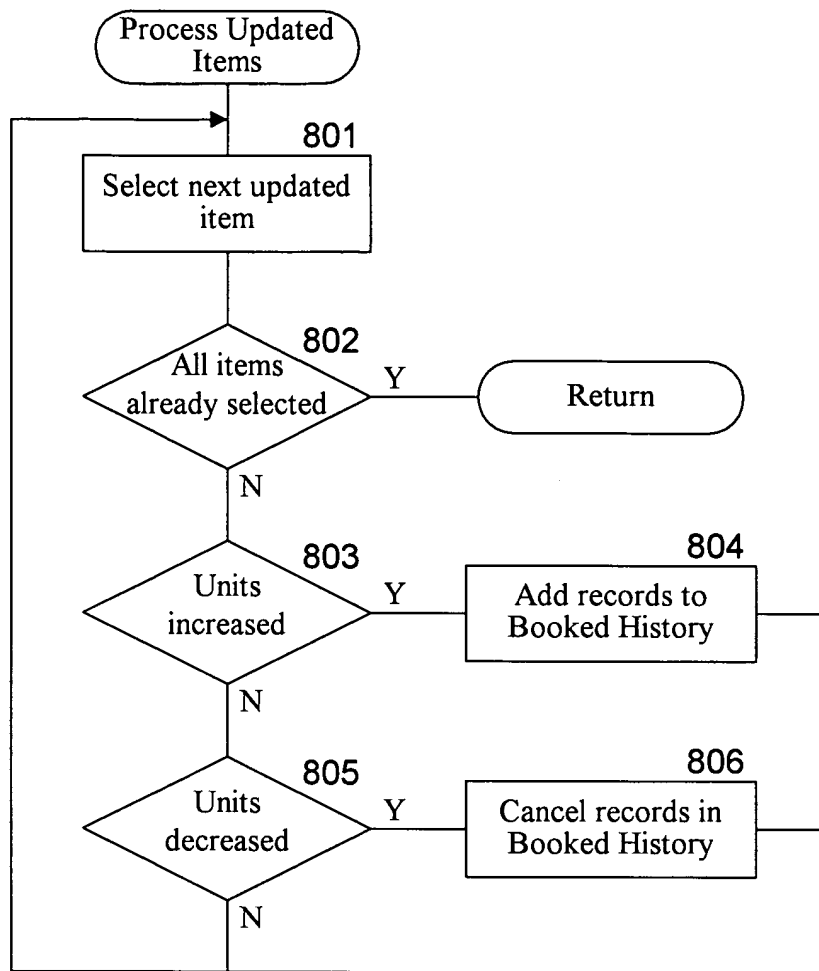 Process Updated
Items
801
Select next updated
item
802
All items
already selected
Y
Return
N
803
Units
increased
Y
804
Add records to
Booked History
N
805
Units
decreased
Y
806
Cancel records in
Booked History
N